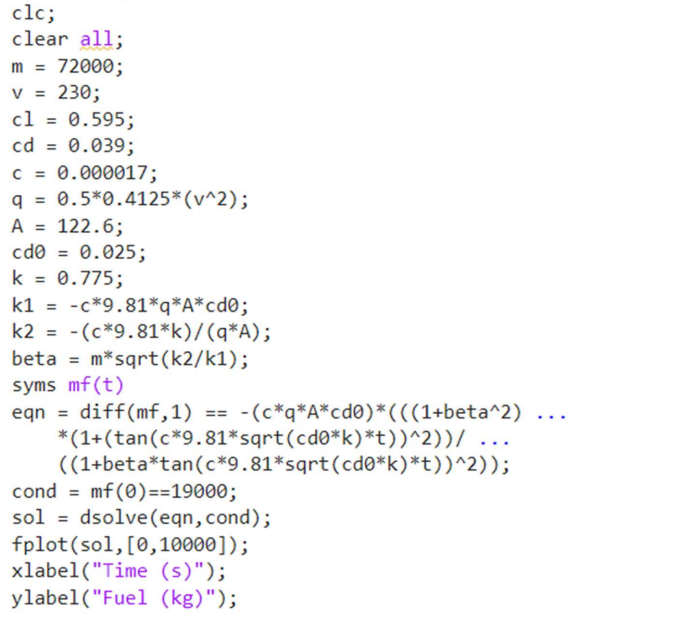 clc;
clear all;
m = 72000;
v = 230;
cl = 0.595;
cd = 0.039;
c = 0.000017;
q = 0.5*0.4125*(v^2);
A = 122.6;
cd0 = 0.025;
k = 0.775;
k1 = -c*9.81*q*A*cd0;
k2 = -(c*9.81*k)/(q*A);
beta = m*sqrt(k2/k1);
syms mf(t)
eqn = diff(mf,1) == -(c*q*A*cd0)*(((1+beta^2) ...
*(1+(tan(c*9.81*sqrt(cd0*k)*t))^2))/ ...
((1+beta*tan(c*9.81*sqrt(cd0*k)*t))^2));
cond = mf(0)==19000;
sol = dsolve(eqn,cond);
fplot(sol,[0,10000]);
xlabel("Time (s)");
ylabel("Fuel (kg)");